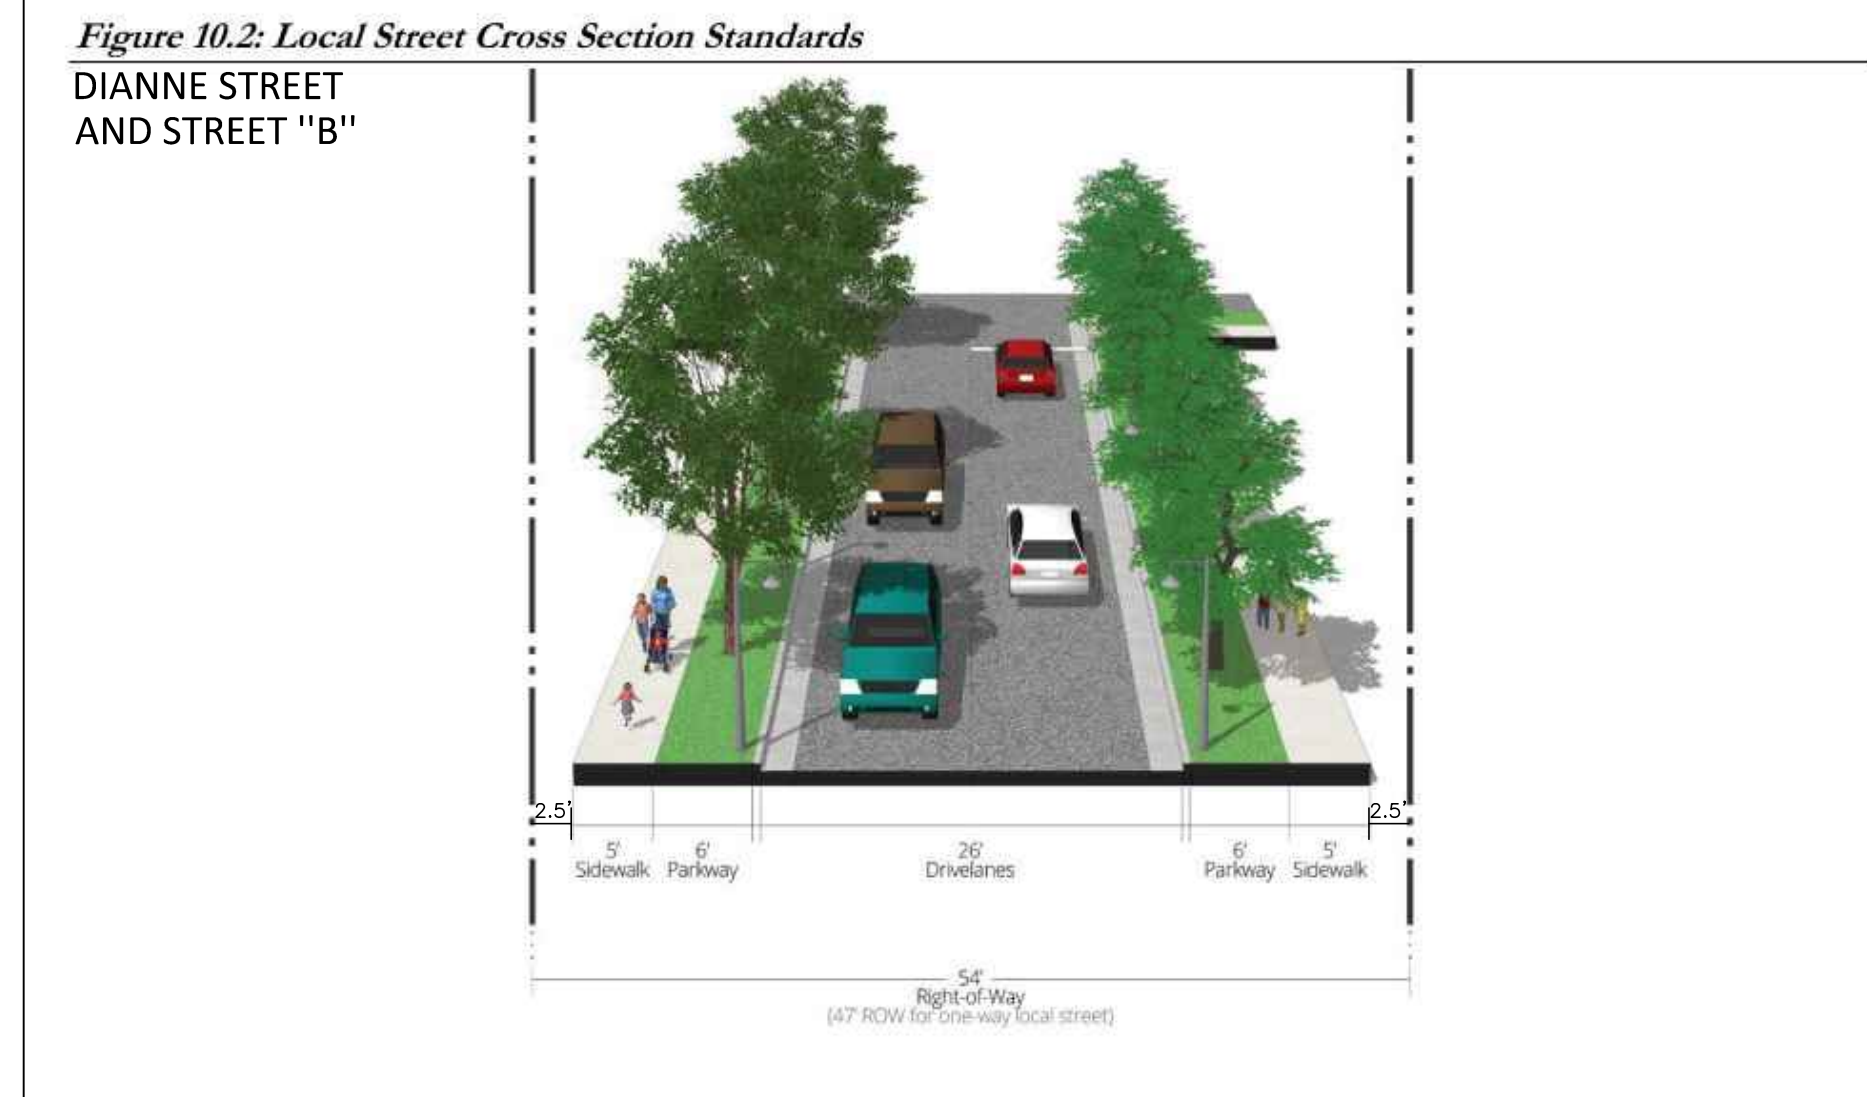 Figure 10.2: Local Street Cross Section Standards
DIANNE STREET
AND STREET "B"
2.5'
2.5'
5'
Sidewalk
6'
Parkway
26'
Drivelanes
6'
Parkway
5'
Sidewalk
54'
Right-of-Way
(47' ROW for one-way local street)